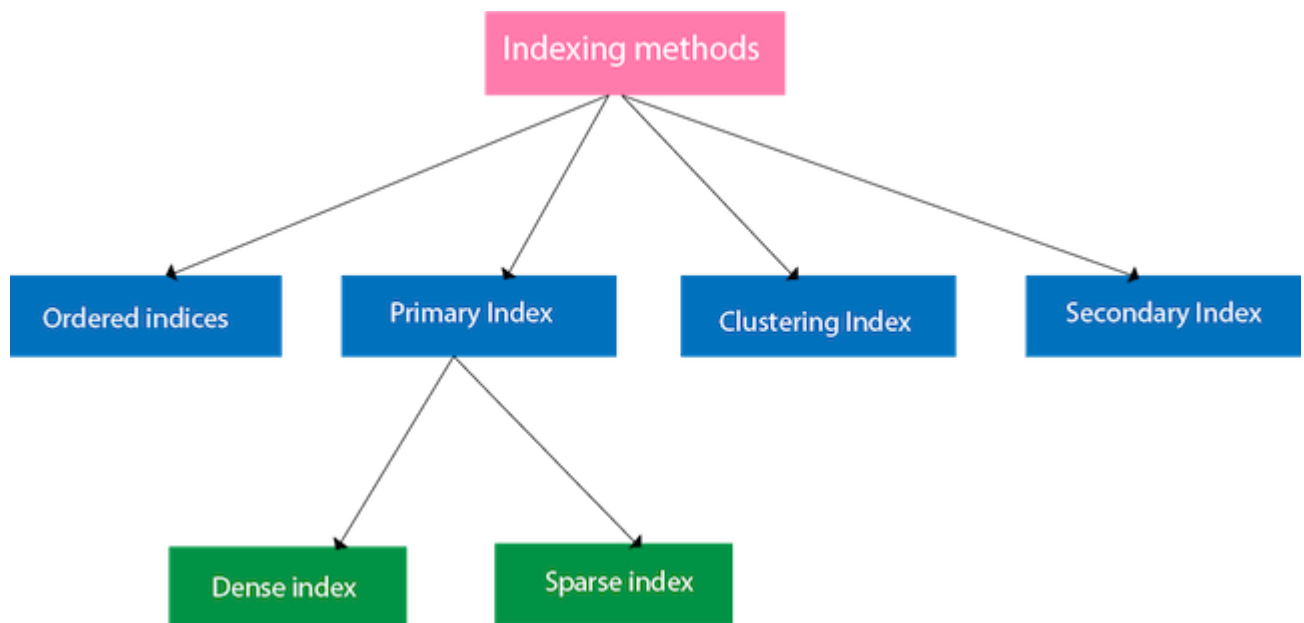 Indexing methods
Ordered indices
Primary Index
Clustering Index
Secondary Index
Dense index
Sparse index